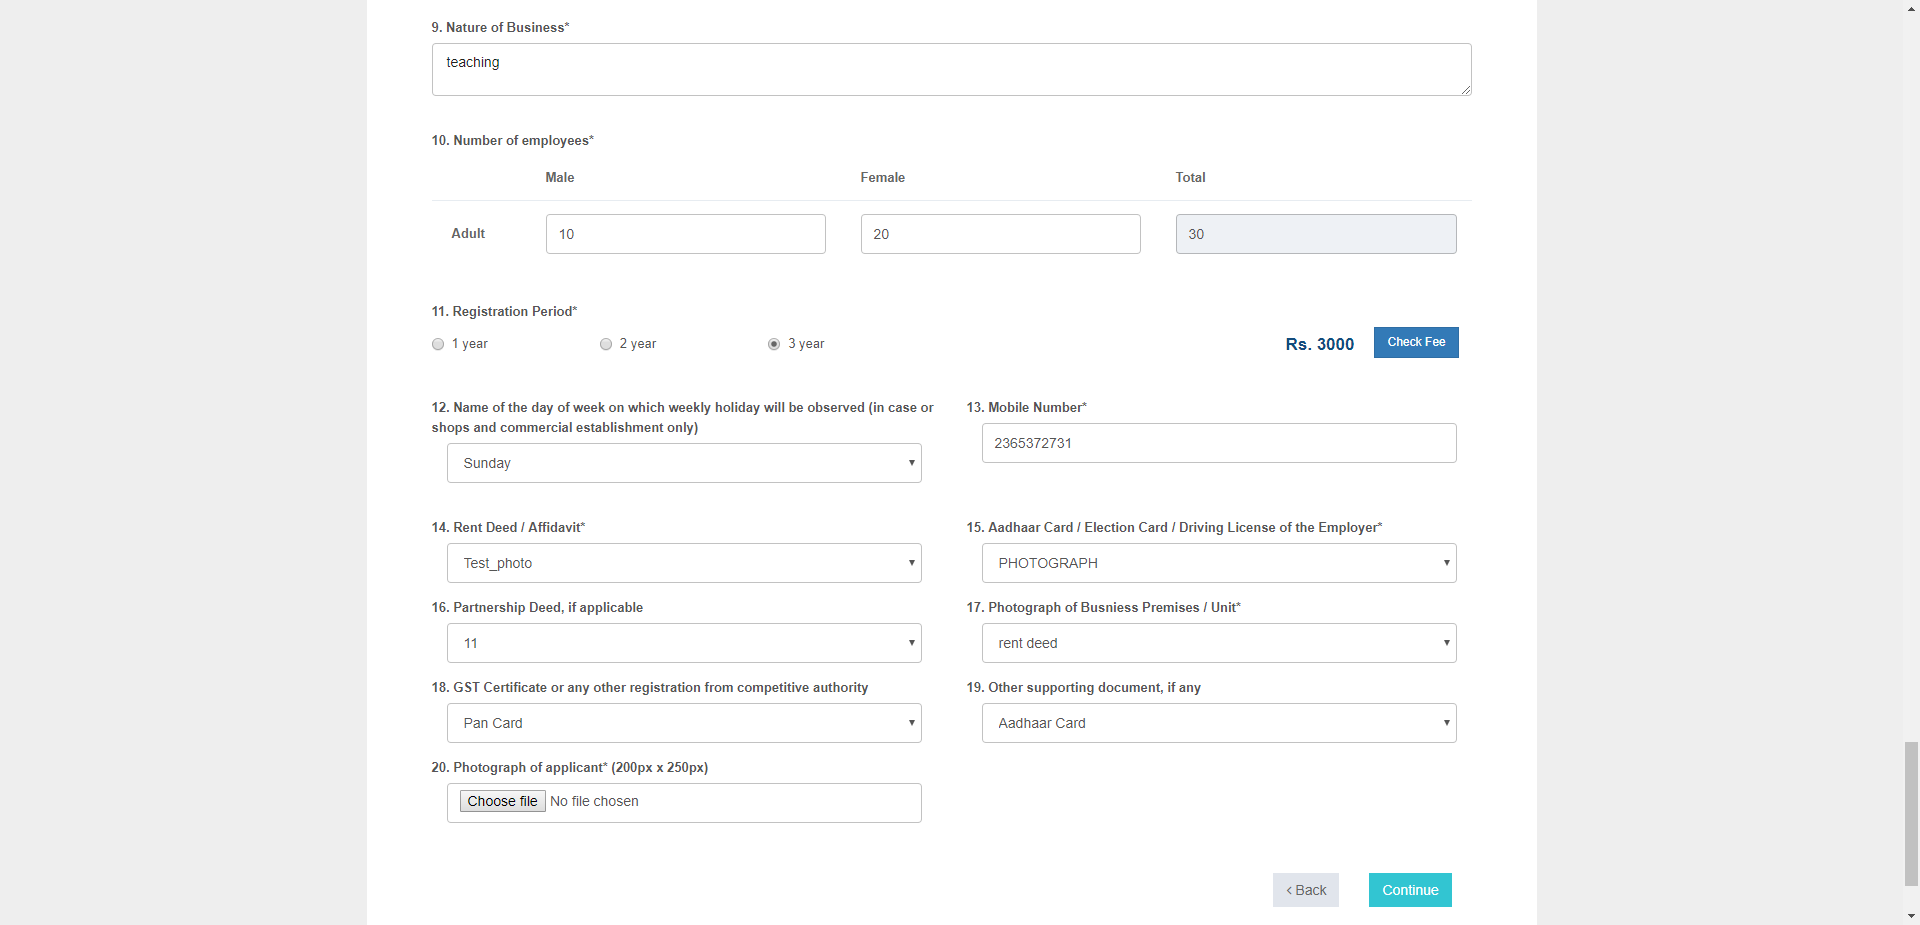 9. Nature of Business*
teaching
10. Number of employees*
Male Female Total
Adult 10 20 30
11. Registration Period*
1 year 2 year 3 year Rs. 3000 Check Fee
12. Name of the day of week on which weekly holiday will be observed (in case or
shops and commercial establishment only)
Sunday
13. Mobile Number*
2365372731
14. Rent Deed / Affidavit*
Test_photo
15. Aadhaar Card / Election Card / Driving License of the Employer*
PHOTOGRAPH
16. Partnership Deed, if applicable
11
17. Photograph of Busniess Premises / Unit*
rent deed
18. GST Certificate or any other registration from competitive authority
Pan Card
19. Other supporting document, if any
Aadhaar Card
20. Photograph of applicant* (200px x 250px)
Choose file No file chosen
‹ Back Continue